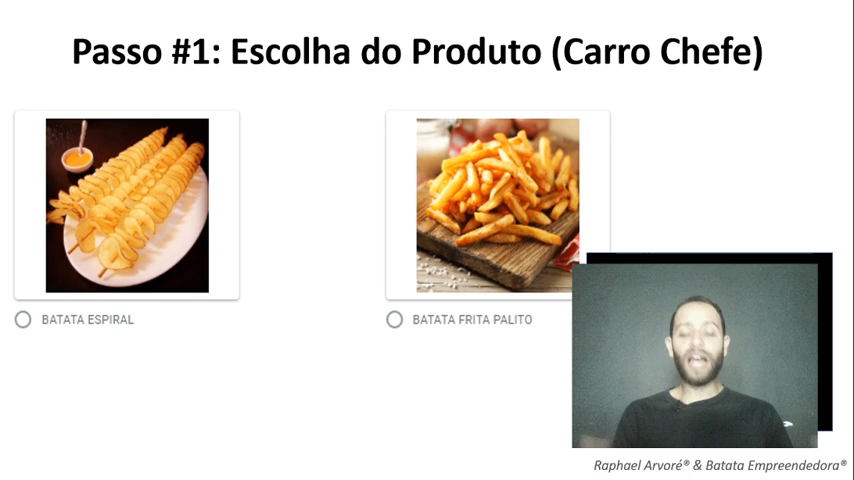 Passo #1: Escolha do Produto (Carro Chefe)
BATATA ESPIRAL
BATATA FRITA PALITO
Raphael Arvoré® & Batata Empreendedora®